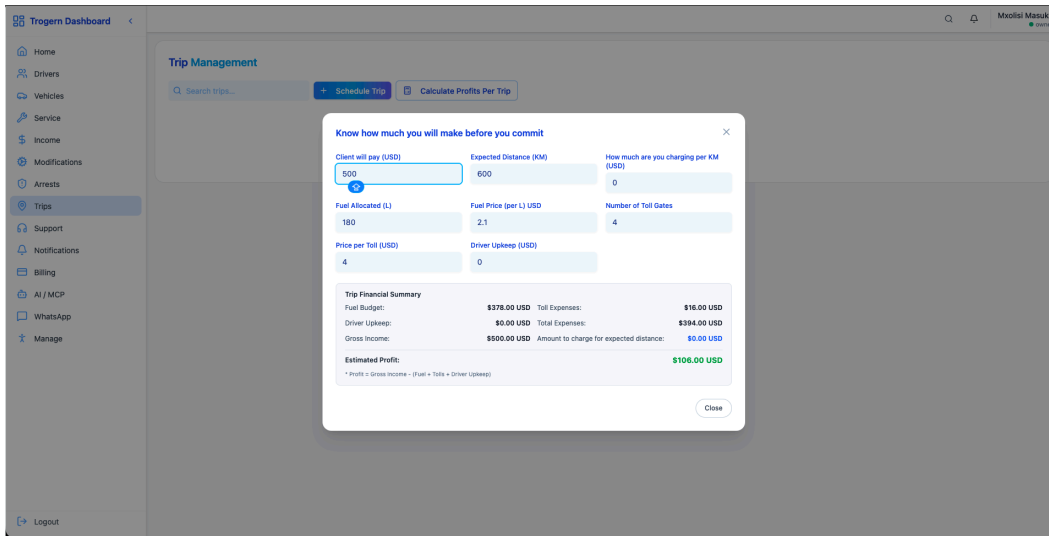 Trogern Dashboard
Mxolisi Masuk
owne
Home
Drivers
Vehicles
Service
Income
Modifications
Arrests
Trips
Support
Notifications
Billing
AI / MCP
WhatsApp
Manage
Logout
Trip Management
Search trips...
+ Schedule Trip
Calculate Profits Per Trip
Know how much you will make before you commit
Client will pay (USD)
500
Expected Distance (KM)
600
How much are you charging per KM
(USD)
0
Fuel Allocated (L)
180
Fuel Price (per L) USD
2.1
Number of Toll Gates
4
Price per Toll (USD)
4
Driver Upkeep (USD)
0
Trip Financial Summary
Fuel Budget: $378.00 USD Toll Expenses: $16.00 USD
Driver Upkeep: $0.00 USD Total Expenses: $394.00 USD
Gross Income: $500.00 USD Amount to charge for expected distance: $0.00 USD
Estimated Profit: $106.00 USD
* Profit = Gross Income - (Fuel + Tolls + Driver Upkeep)
Close